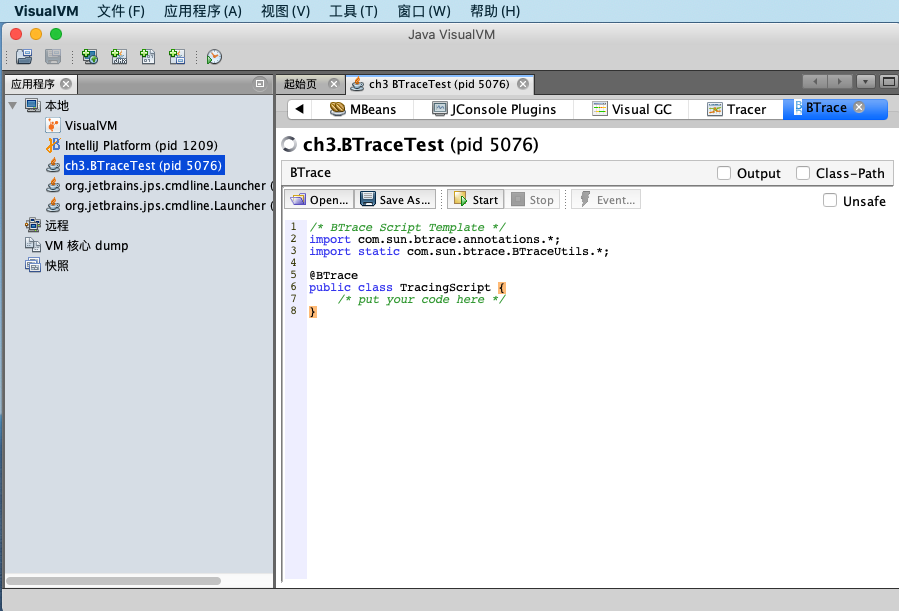 VisualVM 文件 (F) 应用程序 (A) 视图 (V) 工具 (T) 窗口 (W) 帮助 (H)
Java VisualVM
应用程序
本地
VisualVM
IntelliJ Platform (pid 1209)
ch3.BTraceTest (pid 5076)
org.jetbrains.jps.cmdline.Launcher (
org.jetbrains.jps.cmdline.Launcher (
远程
VM 核心 dump
快照
起始页 ch3 BTraceTest (pid 5076)
MBeans JConsole Plugins Visual GC Tracer BTrace
ch3.BTraceTest (pid 5076)
BTrace Output Class-Path
Open... Save As... Start Stop Event... Unsafe
1 /* BTrace Script Template */
2 import com.sun.btrace.annotations.*;
3 import static com.sun.btrace.BTraceUtils.*;
4
5 @BTrace
6 public class TracingScript {
7 /* put your code here */
8 }